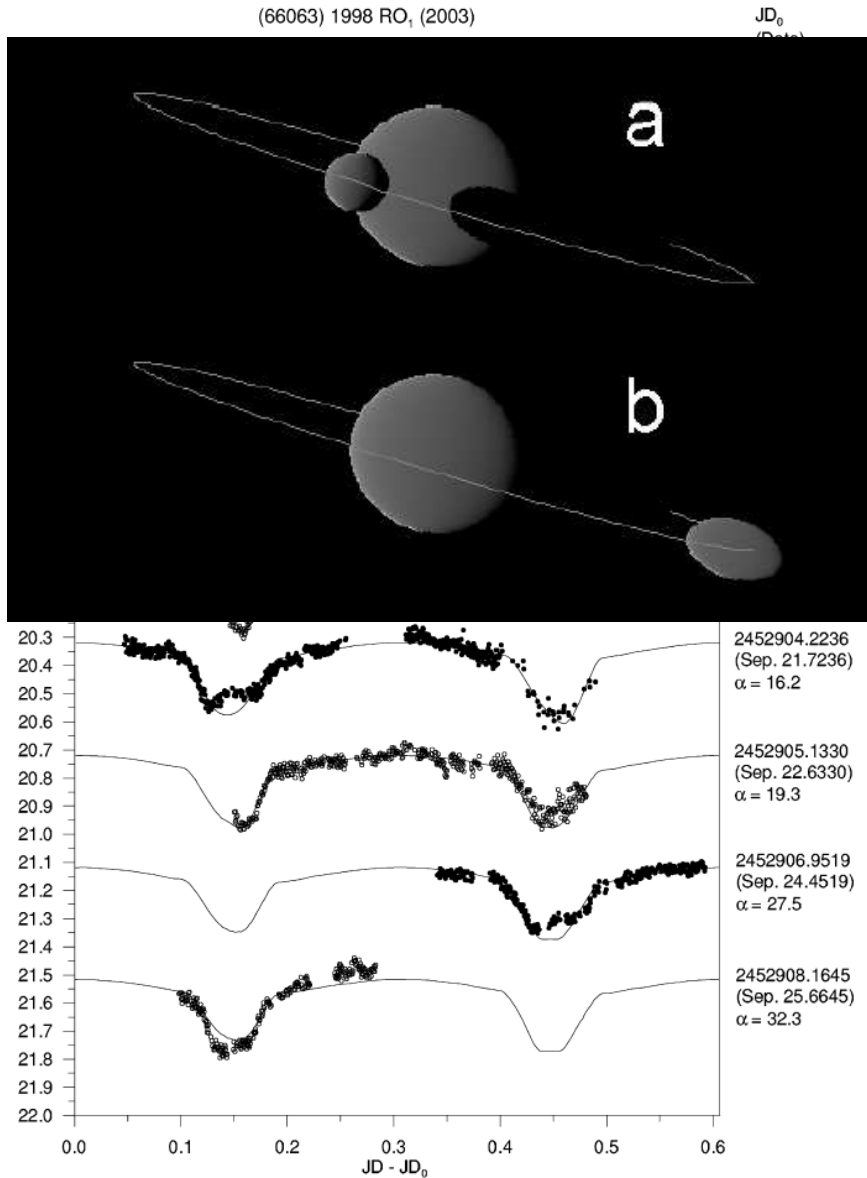 (66063) 1998 RO₁ (2003)
JD₀
(Date)
a
b
20.3
20.4
20.5
20.6
20.7
20.8
20.9
21.0
21.1
21.2
21.3
21.4
21.5
21.6
21.7
21.8
21.9
22.0
2452904.2236
(Sep. 21.7236)
α = 16.2
2452905.1330
(Sep. 22.6330)
α = 19.3
2452906.9519
(Sep. 24.4519)
α = 27.5
2452908.1645
(Sep. 25.6645)
α = 32.3
0.0 0.1 0.2 0.3 0.4 0.5 0.6
JD - JD₀